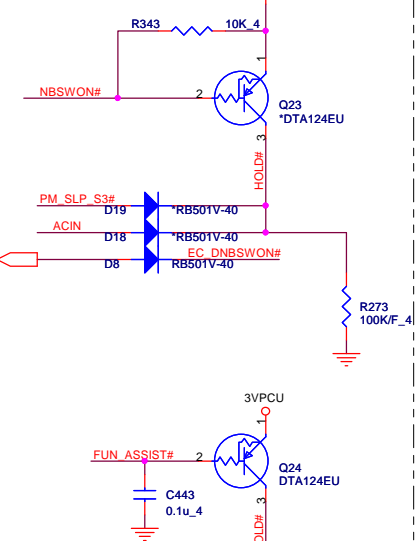 R343 10K_4
1
NBSWON# 2 Q23
*DTA124EU
3
HOLD#
PM_SLP_S3#
D19 *RB501V-40
ACIN
D18 *RB501V-40
EC_DNBSWON#
D8 RB501V-40
R273
100K/F_4
3VPCU
1
FUN_ASSIST# 2 Q24
DTA124EU
C443
0.1u_4
3